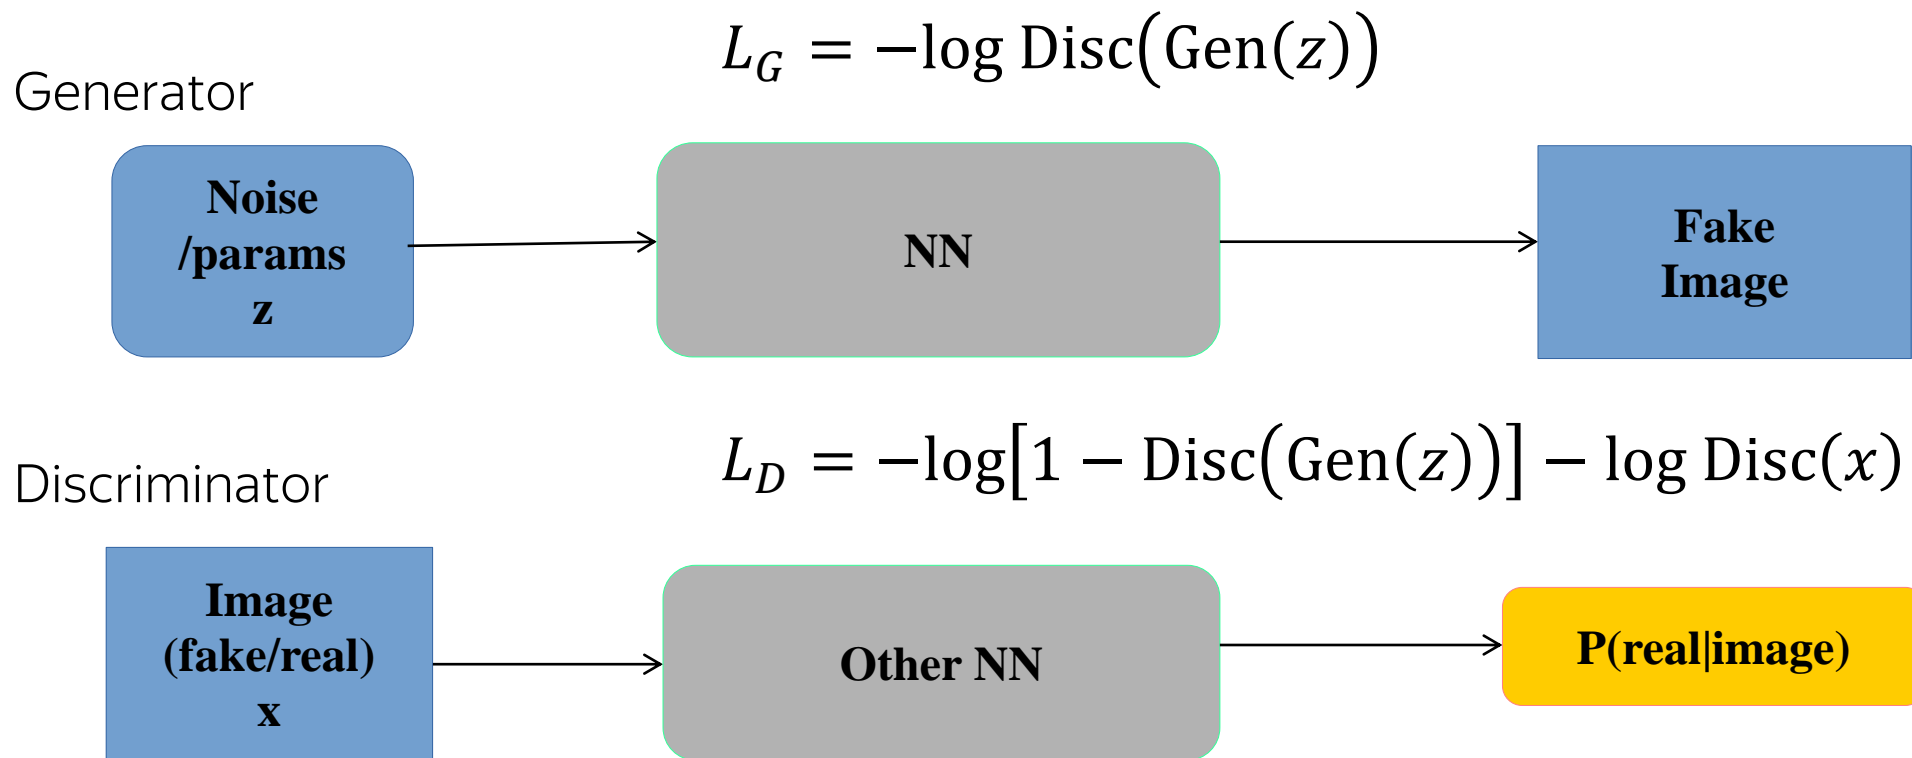 L_G = −log Disc(Gen(z))
Generator
Noise
/params
z
NN
Fake
Image
L_D = −log[1 − Disc(Gen(z))] − log Disc(x)
Discriminator
Image
(fake/real)
x
Other NN
P(real|image)